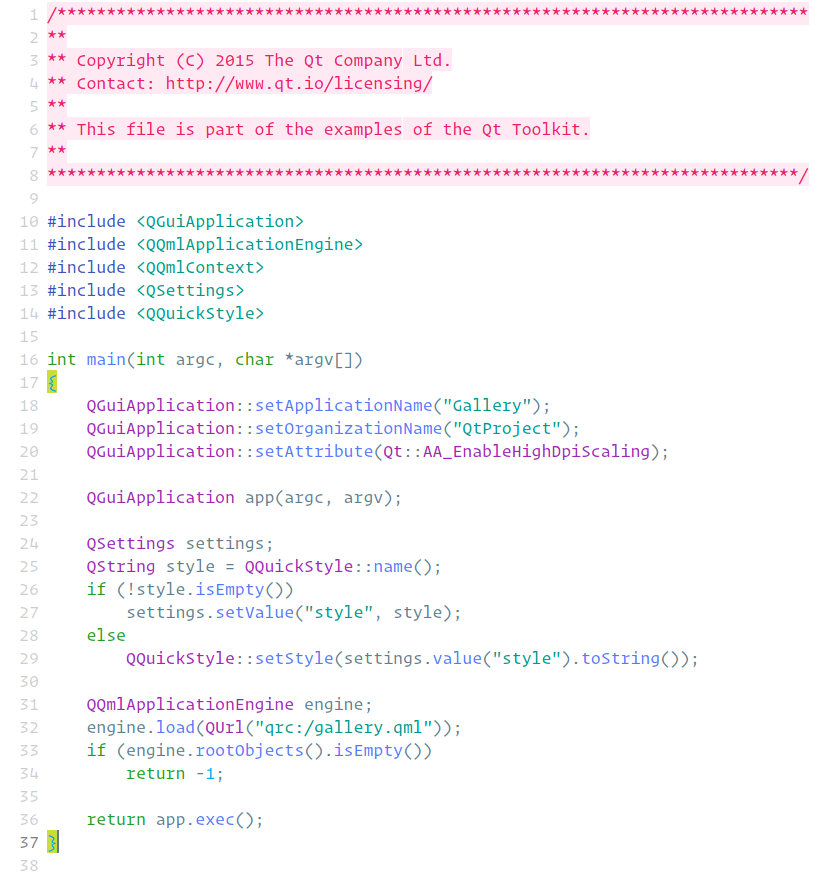 1 /****************************************************************************
2 **
3 ** Copyright (C) 2015 The Qt Company Ltd.
4 ** Contact: http://www.qt.io/licensing/
5 **
6 ** This file is part of the examples of the Qt Toolkit.
7 **
8 ****************************************************************************/
9
10 #include <QGuiApplication>
11 #include <QQmlApplicationEngine>
12 #include <QQmlContext>
13 #include <QSettings>
14 #include <QQuickStyle>
15
16 int main(int argc, char *argv[])
17 {
18     QGuiApplication::setApplicationName("Gallery");
19     QGuiApplication::setOrganizationName("QtProject");
20     QGuiApplication::setAttribute(Qt::AA_EnableHighDpiScaling);
21
22     QGuiApplication app(argc, argv);
23
24     QSettings settings;
25     QString style = QQuickStyle::name();
26     if (!style.isEmpty())
27         settings.setValue("style", style);
28     else
29         QQuickStyle::setStyle(settings.value("style").toString());
30
31     QQmlApplicationEngine engine;
32     engine.load(QUrl("qrc:/gallery.qml"));
33     if (engine.rootObjects().isEmpty())
34         return -1;
35
36     return app.exec();
37 }
38